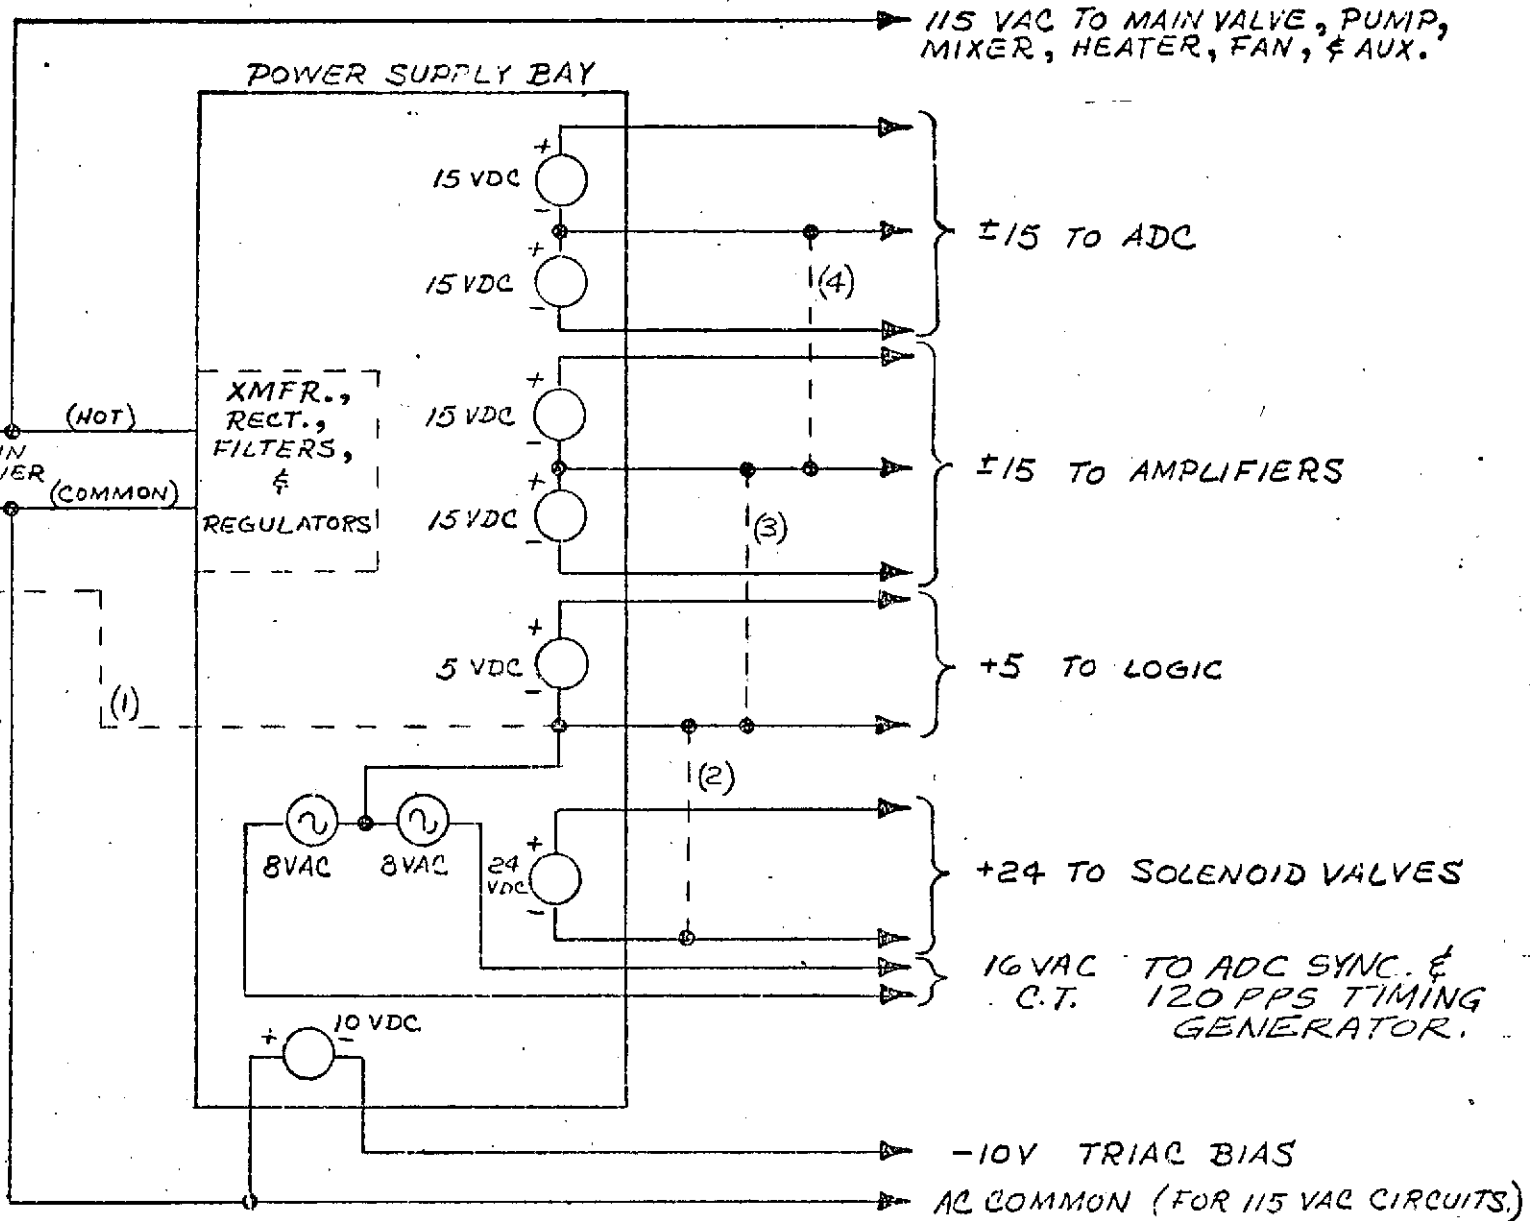 115 VAC TO MAIN VALVE, PUMP,
MIXER, HEATER, FAN, & AUX.
POWER SUPPLY BAY
+
15 VDC
-
+
15 VDC
-
±15 TO ADC
(4)
(HOT)
(COMMON)
XMFR.,
RECT.,
FILTERS,
&
REGULATORS
+
15 VDC
-
+
15 VDC
-
±15 TO AMPLIFIERS
(3)
+
5 VDC
-
+5 TO LOGIC
(1)
(2)
8VAC
8VAC
+
24
VDC
-
+24 TO SOLENOID VALVES
16 VAC TO ADC SYNC. &
C.T. 120 PPS TIMING
GENERATOR.
+ 10 VDC
-
-10V TRIAC BIAS
AC COMMON (FOR 115 VAC CIRCUITS.)